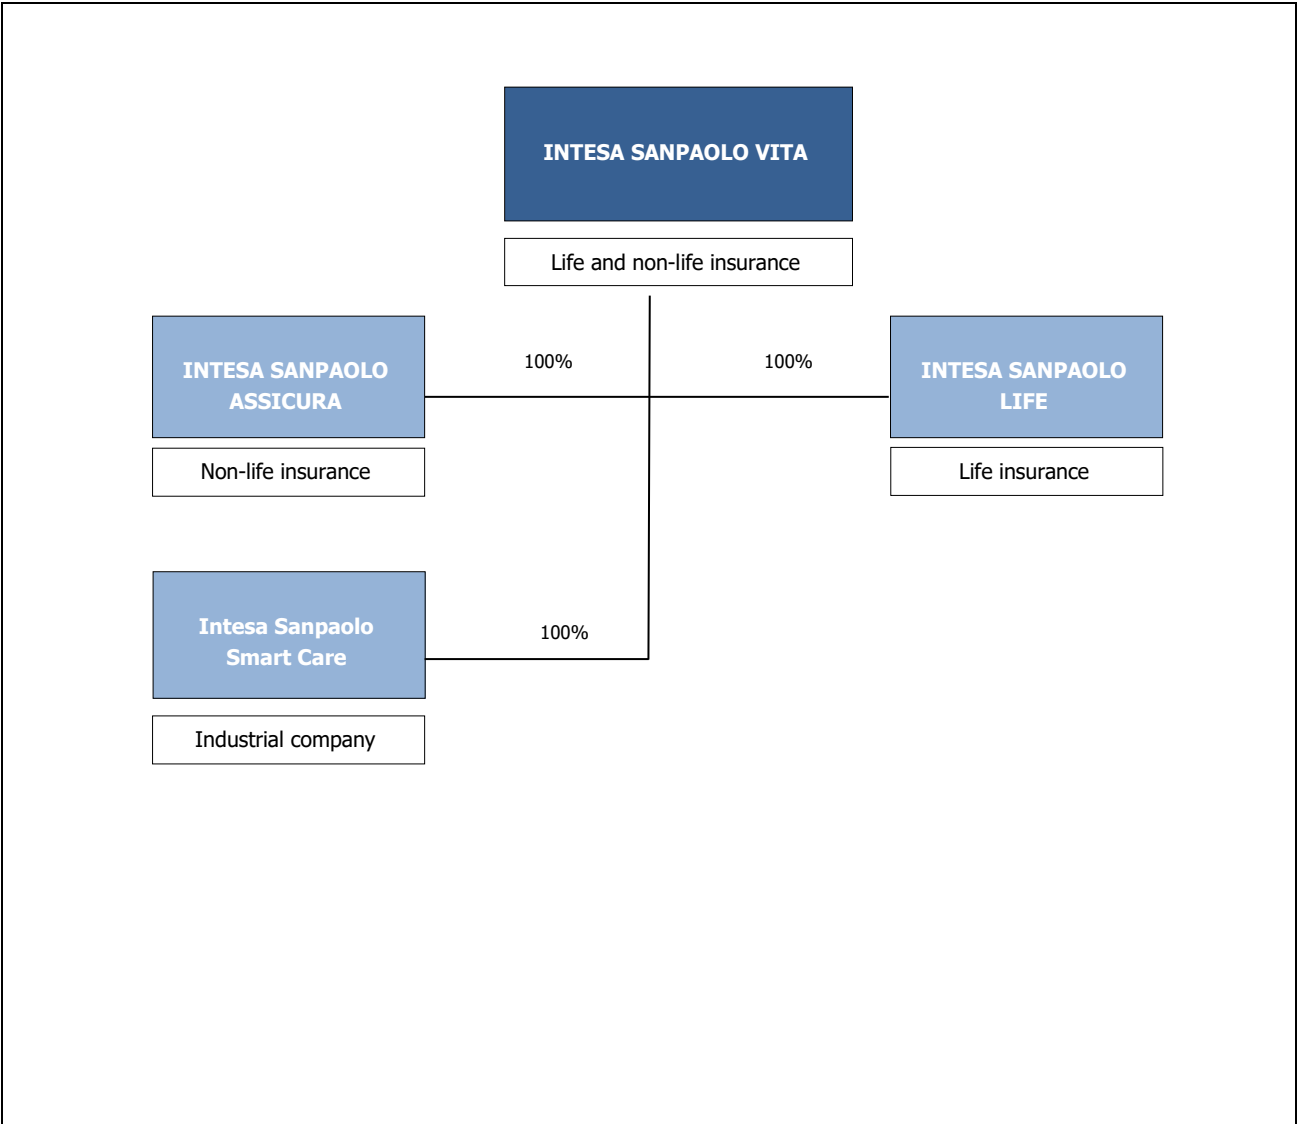 INTESA SANPAOLO VITA
Life and non-life insurance
100%
100%
INTESA SANPAOLO
ASSICURA
INTESA SANPAOLO
LIFE
Non-life insurance
Life insurance
Intesa Sanpaolo
Smart Care
100%
Industrial company